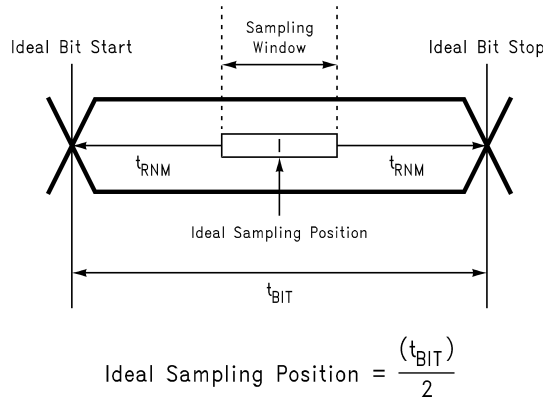 Sampling
Window
Ideal Bit Start
Ideal Bit Stop
tRNM
tRNM
Ideal Sampling Position
tBIT
Ideal Sampling Position = (tBIT)
2